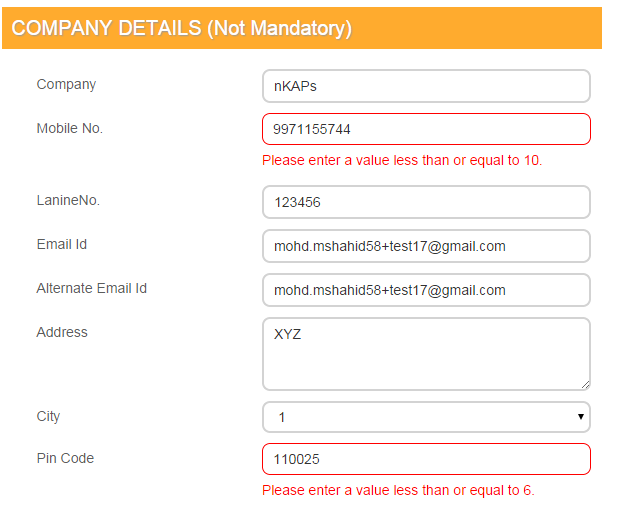 COMPANY DETAILS (Not Mandatory)
Company nKAPs
Mobile No. 9971155744
Please enter a value less than or equal to 10.
LanineNo. 123456
Email Id mohd.mshahid58+test17@gmail.com
Alternate Email Id mohd.mshahid58+test17@gmail.com
Address XYZ
City 1
Pin Code 110025
Please enter a value less than or equal to 6.